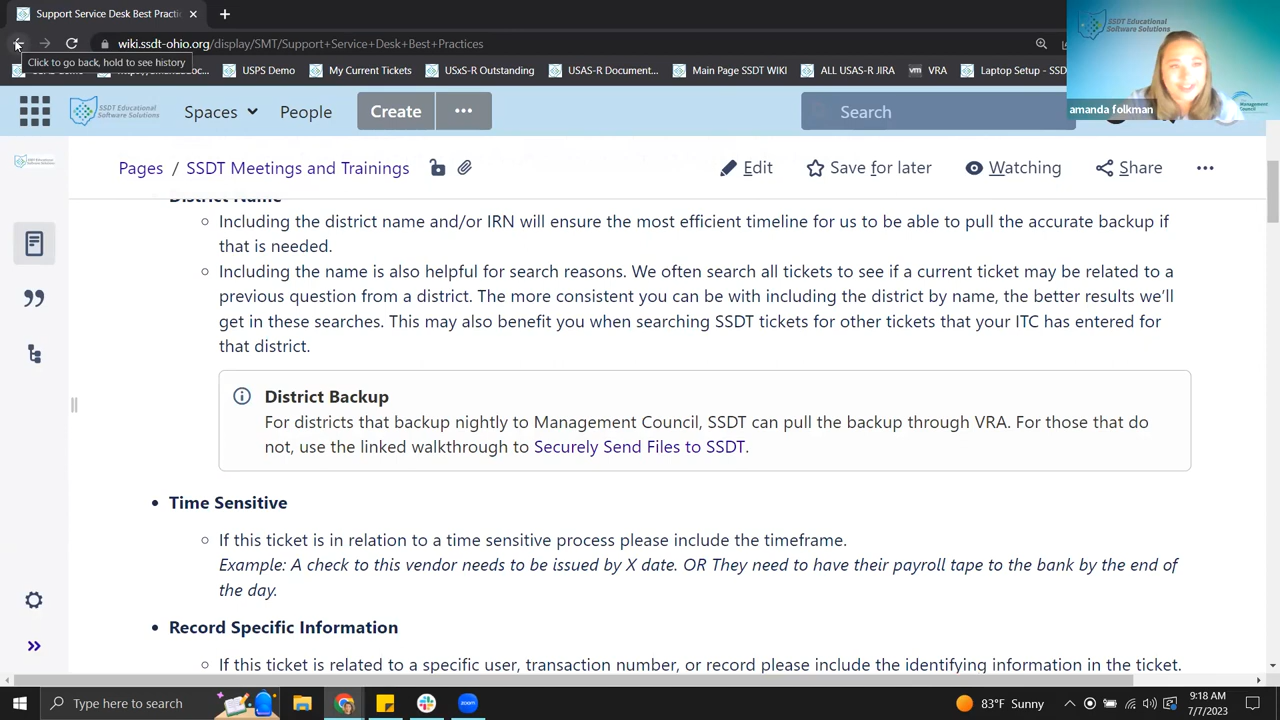 Support Service Desk Practi
wiki.ssdt-ohio.org/display/SMT/Support+Service+Desk+Best+Practices
Click to go back, hold to see history
USPS Demo
My Current Tickets
USxS-R Outstanding
USAS-R Document...
Main Page SSDT WIKI
ALL USAS-R JIRA
vm VRA
Laptop Setup - SSD
SSDT Educational
Software Solutions
amanda folkman
Management
Council
SSDT Educational
Software Solutions
Spaces
People
Create
Search
Pages / SSDT Meetings and Trainings
Edit
Save for later
Watching
Share
District Name
Including the district name and/or IRN will ensure the most efficient timeline for us to be able to pull the accurate backup if
that is needed.
Including the name is also helpful for search reasons. We often search all tickets to see if a current ticket may be related to a
previous question from a district. The more consistent you can be with including the district by name, the better results we'll
get in these searches. This may also benefit you when searching SSDT tickets for other tickets that your ITC has entered for
that district.
District Backup
For districts that backup nightly to Management Council, SSDT can pull the backup through VRA. For those that do
not, use the linked walkthrough to Securely Send Files to SSDT.
Time Sensitive
If this ticket is in relation to a time sensitive process please include the timeframe.
Example: A check to this vendor needs to be issued by X date. OR They need to have their payroll tape to the bank by the end of
the day.
Record Specific Information
If this ticket is related to a specific user, transaction number, or record please include the identifying information in the ticket.
Type here to search
zoom
83°F Sunny
9:18 AM
7/7/2023